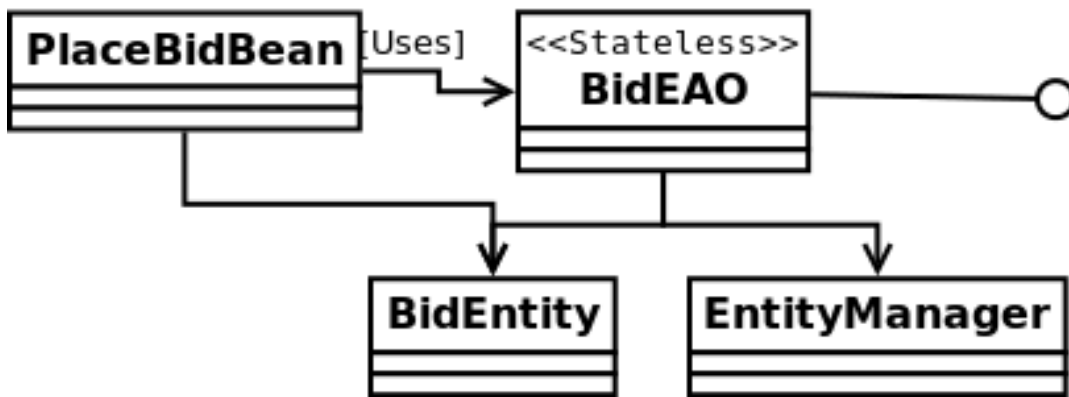 PlaceBidBean
[Uses]
<<Stateless>>
BidEAO
BidEntity
EntityManager